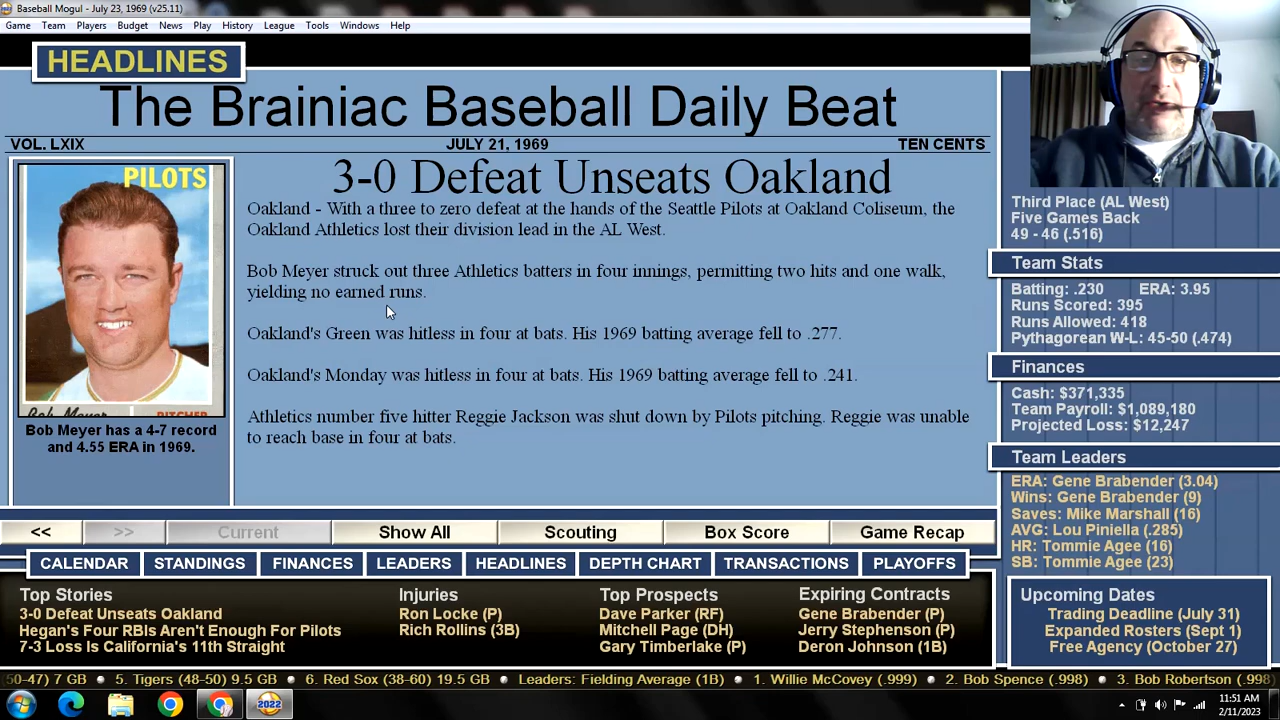 Baseball Mogul - July 23, 1969 (v25.11)
Game Team Players Budget News Play History League Tools Windows Help
HEADLINES
The Brainiac Baseball Daily Beat
VOL. LXIX JULY 21, 1969 TEN CENTS
PILOTS
Bob Meyer PITCHER
Bob Meyer has a 4-7 record
and 4.55 ERA in 1969.
3-0 Defeat Unseats Oakland
Oakland - With a three to zero defeat at the hands of the Seattle Pilots at Oakland Coliseum, the
Oakland Athletics lost their division lead in the AL West.
Bob Meyer struck out three Athletics batters in four innings, permitting two hits and one walk,
yielding no earned runs.
Oakland's Green was hitless in four at bats. His 1969 batting average fell to .277.
Oakland's Monday was hitless in four at bats. His 1969 batting average fell to .241.
Athletics number five hitter Reggie Jackson was shut down by Pilots pitching. Reggie was unable
to reach base in four at bats.
Third Place (AL West)
Five Games Back
49 - 46 (.516)
Team Stats
Batting: .230 ERA: 3.95
Runs Scored: 395
Runs Allowed: 418
Pythagorean W-L: 45-50 (.474)
Finances
Cash: $371,335
Team Payroll: $1,089,180
Projected Loss: $12,247
Team Leaders
ERA: Gene Brabender (3.04)
Wins: Gene Brabender (9)
Saves: Mike Marshall (16)
AVG: Lou Piniella (.285)
HR: Tommie Agee (16)
SB: Tommie Agee (23)
<< >> Current Show All Scouting Box Score Game Recap
CALENDAR STANDINGS FINANCES LEADERS HEADLINES DEPTH CHART TRANSACTIONS PLAYOFFS
Top Stories
3-0 Defeat Unseats Oakland
Hegan's Four RBIs Aren't Enough For Pilots
7-3 Loss Is California's 11th Straight
Injuries
Ron Locke (P)
Rich Rollins (3B)
Top Prospects
Dave Parker (RF)
Mitchell Page (DH)
Gary Timberlake (P)
Expiring Contracts
Gene Brabender (P)
Jerry Stephenson (P)
Deron Johnson (1B)
Upcoming Dates
Trading Deadline (July 31)
Expanded Rosters (Sept 1)
Free Agency (October 27)
(50-47) 7 GB 5. Tigers (48-50) 9.5 GB 6. Red Sox (38-60) 19.5 GB Leaders: Fielding Average (1B) 1. Willie McCovey (.999) 2. Bob Spence (.998) 3. Bob Robertson (.998)
2022
11:51 AM
2/11/2023